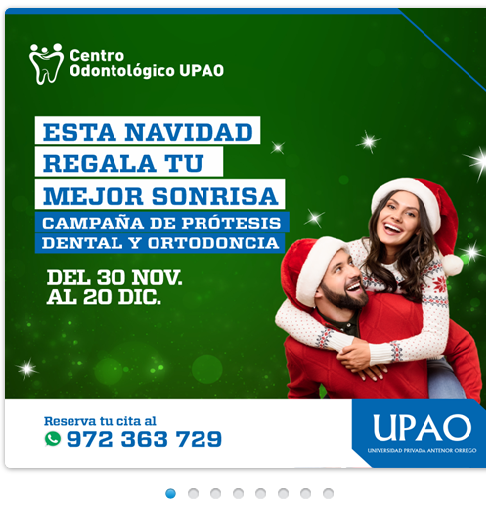 Centro
Odontológico UPAO
ESTA NAVIDAD
REGALA TU
MEJOR SONRISA
CAMPAÑA DE PRÓTESIS
DENTAL Y ORTODONCIA
DEL 30 NOV.
AL 20 DIC.
Reserva tu cita al
972 363 729
UPAO
UNIVERSIDAD PRIVADA ANTENOR ORREGO